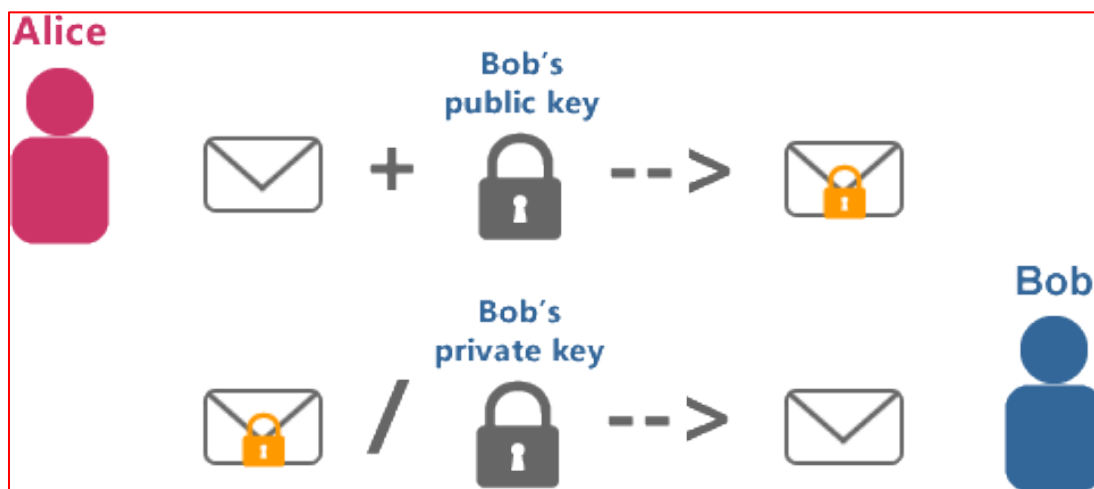 Alice
Bob's
public key
+
-->
Bob
Bob's
private key
/
-->